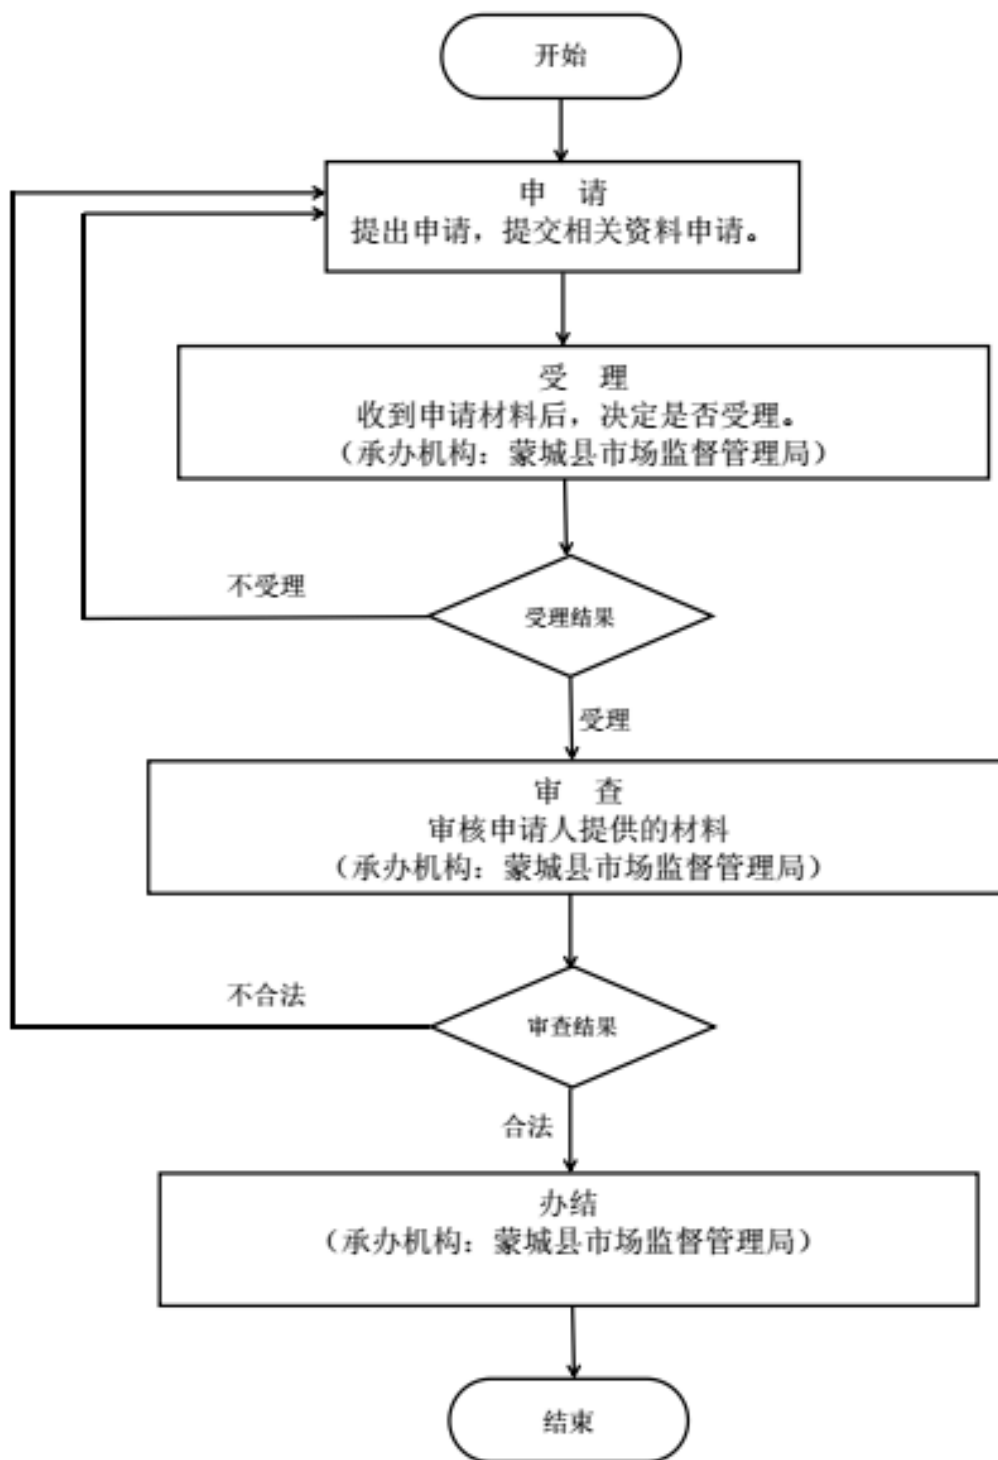 开始
申 请
提出申请，提交相关资料申请。
受 理
收到申请材料后，决定是否受理。
（承办机构：蒙城县市场监督管理局）
不受理
受理结果
受理
审 查
审核申请人提供的材料
（承办机构：蒙城县市场监督管理局）
不合法
审查结果
合法
办结
（承办机构：蒙城县市场监督管理局）
结束